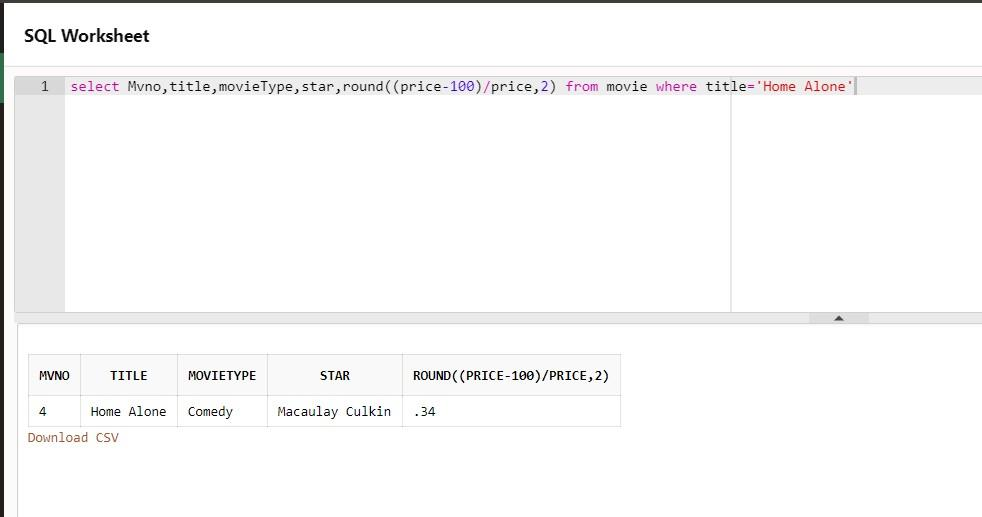 SQL Worksheet
1 select Mvno,title,movieType,star,round((price-100)/price,2) from movie where title='Home Alone'
MVNO TITLE MOVIETYPE STAR ROUND((PRICE-100)/PRICE,2)
4 Home Alone Comedy Macaulay Culkin .34
Download CSV